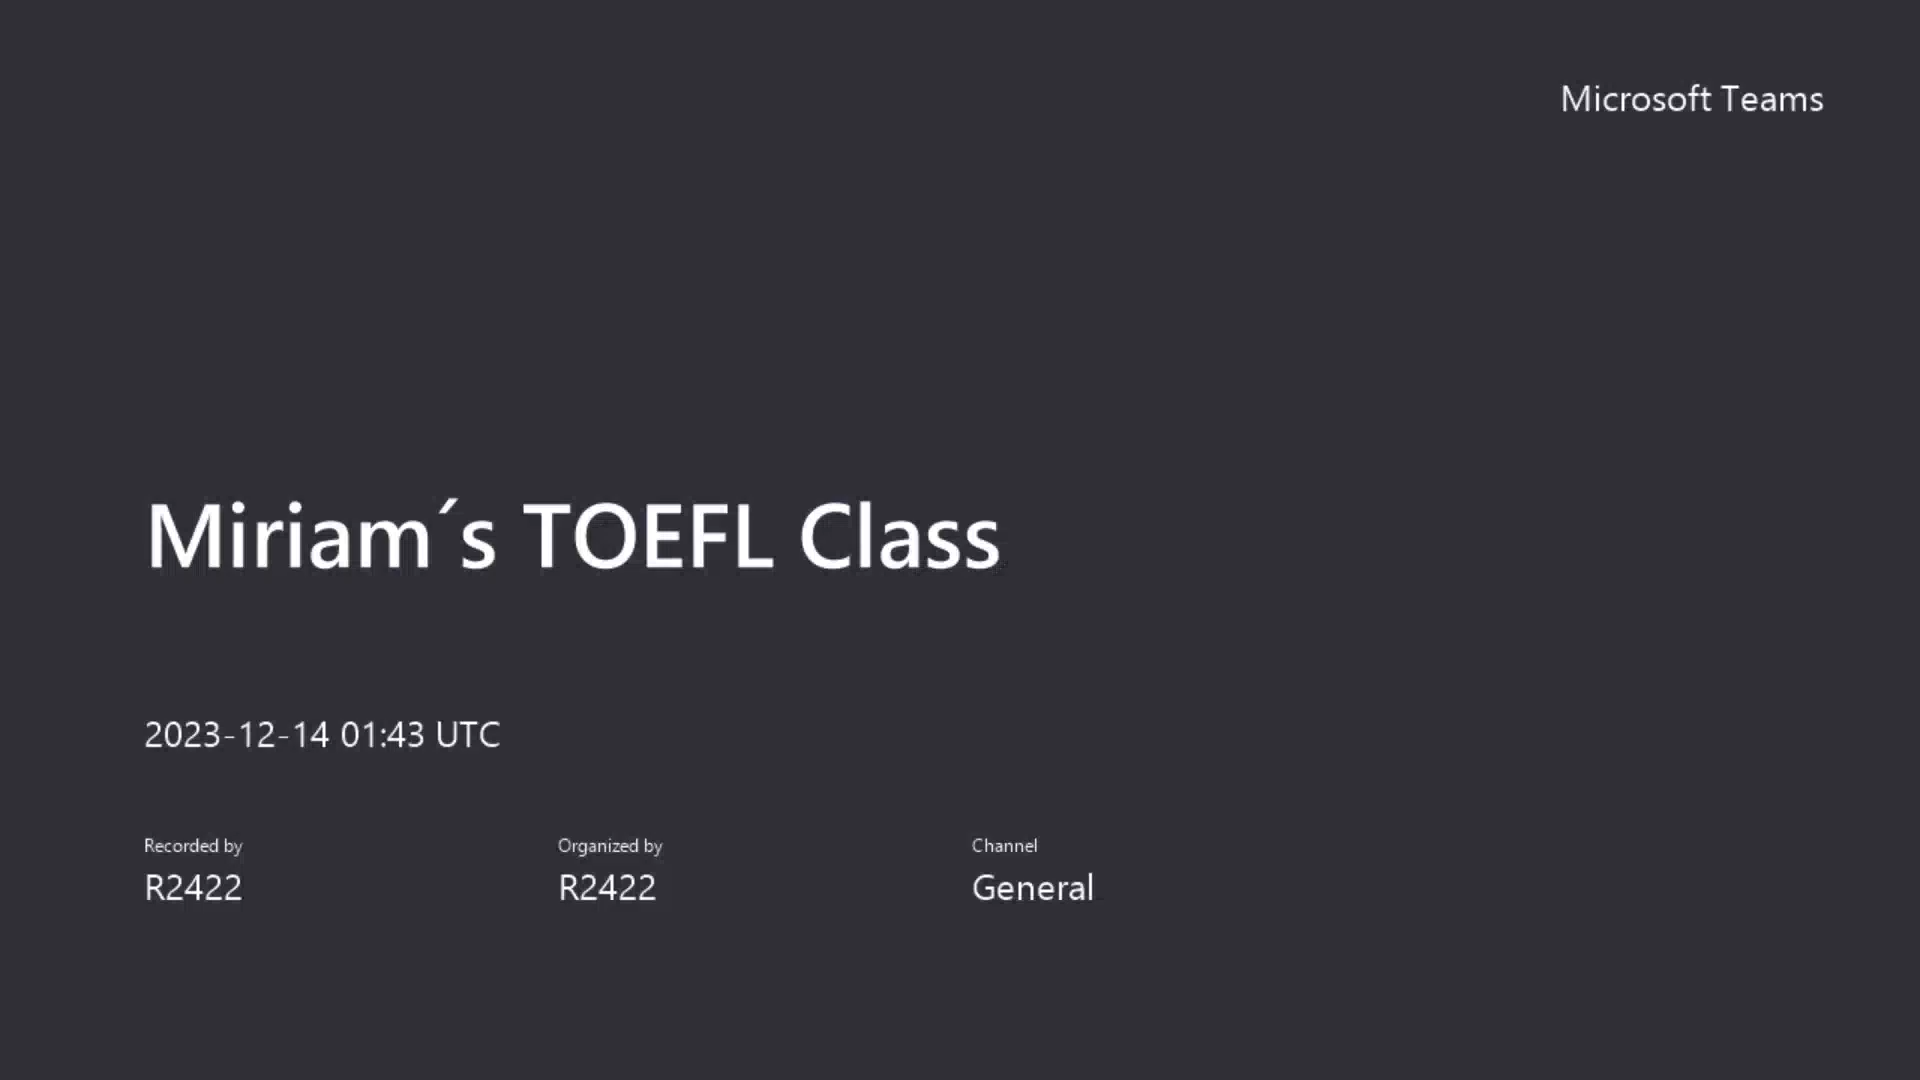 Microsoft Teams
Miriam´s TOEFL Class
2023-12-14 01:43 UTC
Recorded by
R2422
Organized by
R2422
Channel
General